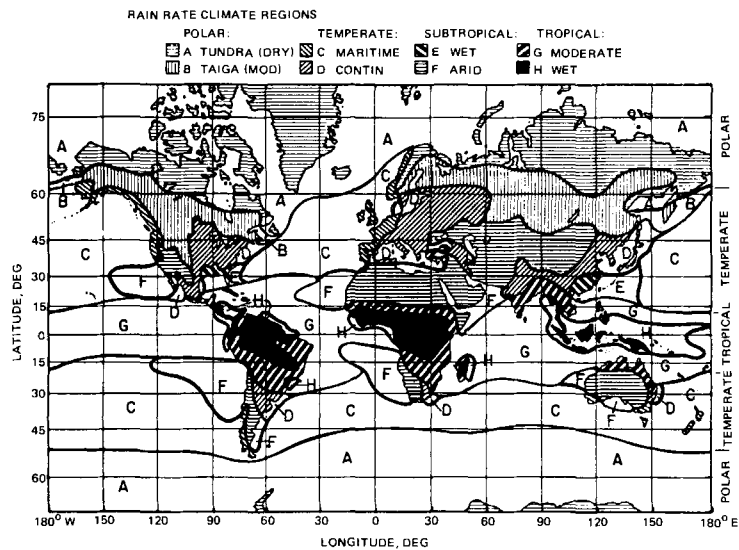 RAIN RATE CLIMATE REGIONS
POLAR: TEMPERATE: SUBTROPICAL: TROPICAL:
A TUNDRA (DRY) C MARITIME E WET G MODERATE
B TAIGA (MOD) D CONTIN F ARID H WET
75
A A A
POLAR
60
B C D A A B
45
C B C D D C
TEMPERATE
30
F D F F E
15
H G
G G H G H
TROPICAL
0
LATITUDE, DEG
15
F F H G F G
30
H C
C D C D F D C
TEMPERATE
45
F
A A
60
A
POLAR
75
180° W 150 120 90 60 30 0 30 60 90 120 150 180° E
LONGITUDE, DEG